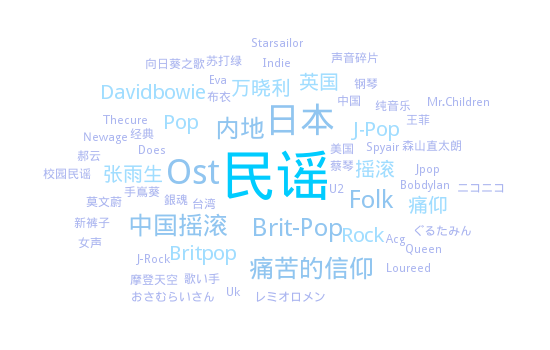 Starsailor
向日葵之歌 苏打绿 Indie 声音碎片
Davidbowie Eva 万晓利 英国 钢琴
布衣 中国 纯音乐 Mr.Children
Thecure Pop 内地 日本 J-Pop 王菲
Newage 经典
郝云 Does 美国 Spyair 森山直太朗
校园民谣 张雨生 Ost 民谣 蔡琴 摇滚 Jpop
手嶌葵 U2 Bobdylan ニコニコ
莫文蔚 銀魂 台湾 Folk 痛仰
新裤子 中国摇滚 Brit-Pop Rock ぐるたみん
女声 Acg
J-Rock Britpop 痛苦的信仰 Queen
摩登天空 歌い手 Loureed
おさむらいさん Uk レミオロメン